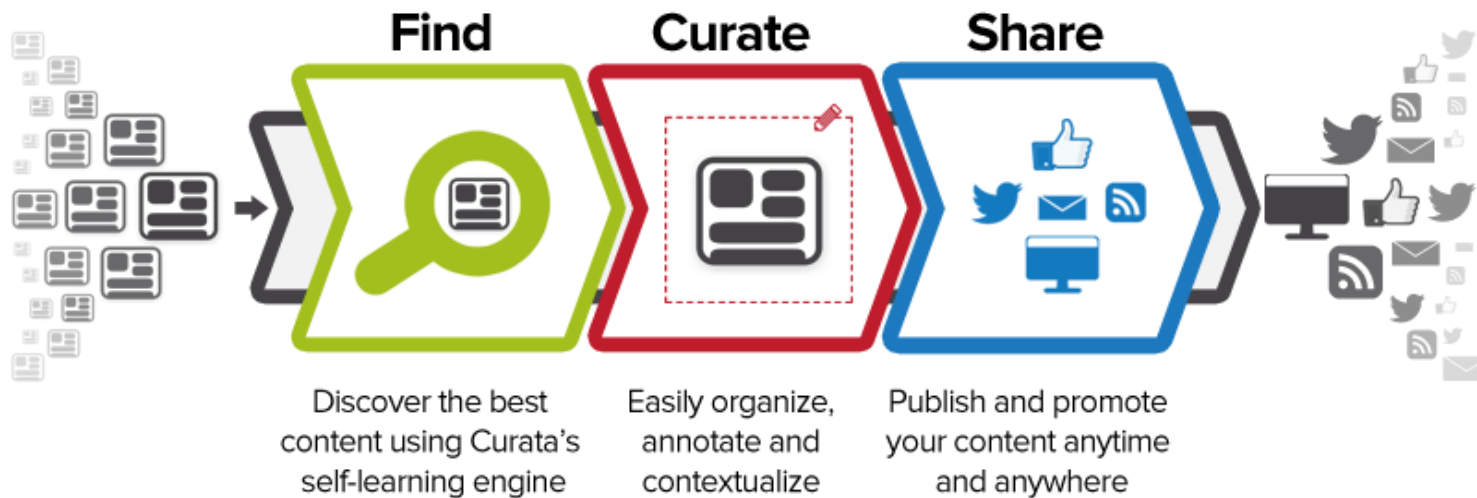 Find
Curate
Share
Discover the best
content using Curata's
self-learning engine
Easily organize,
annotate and
contextualize
Publish and promote
your content anytime
and anywhere